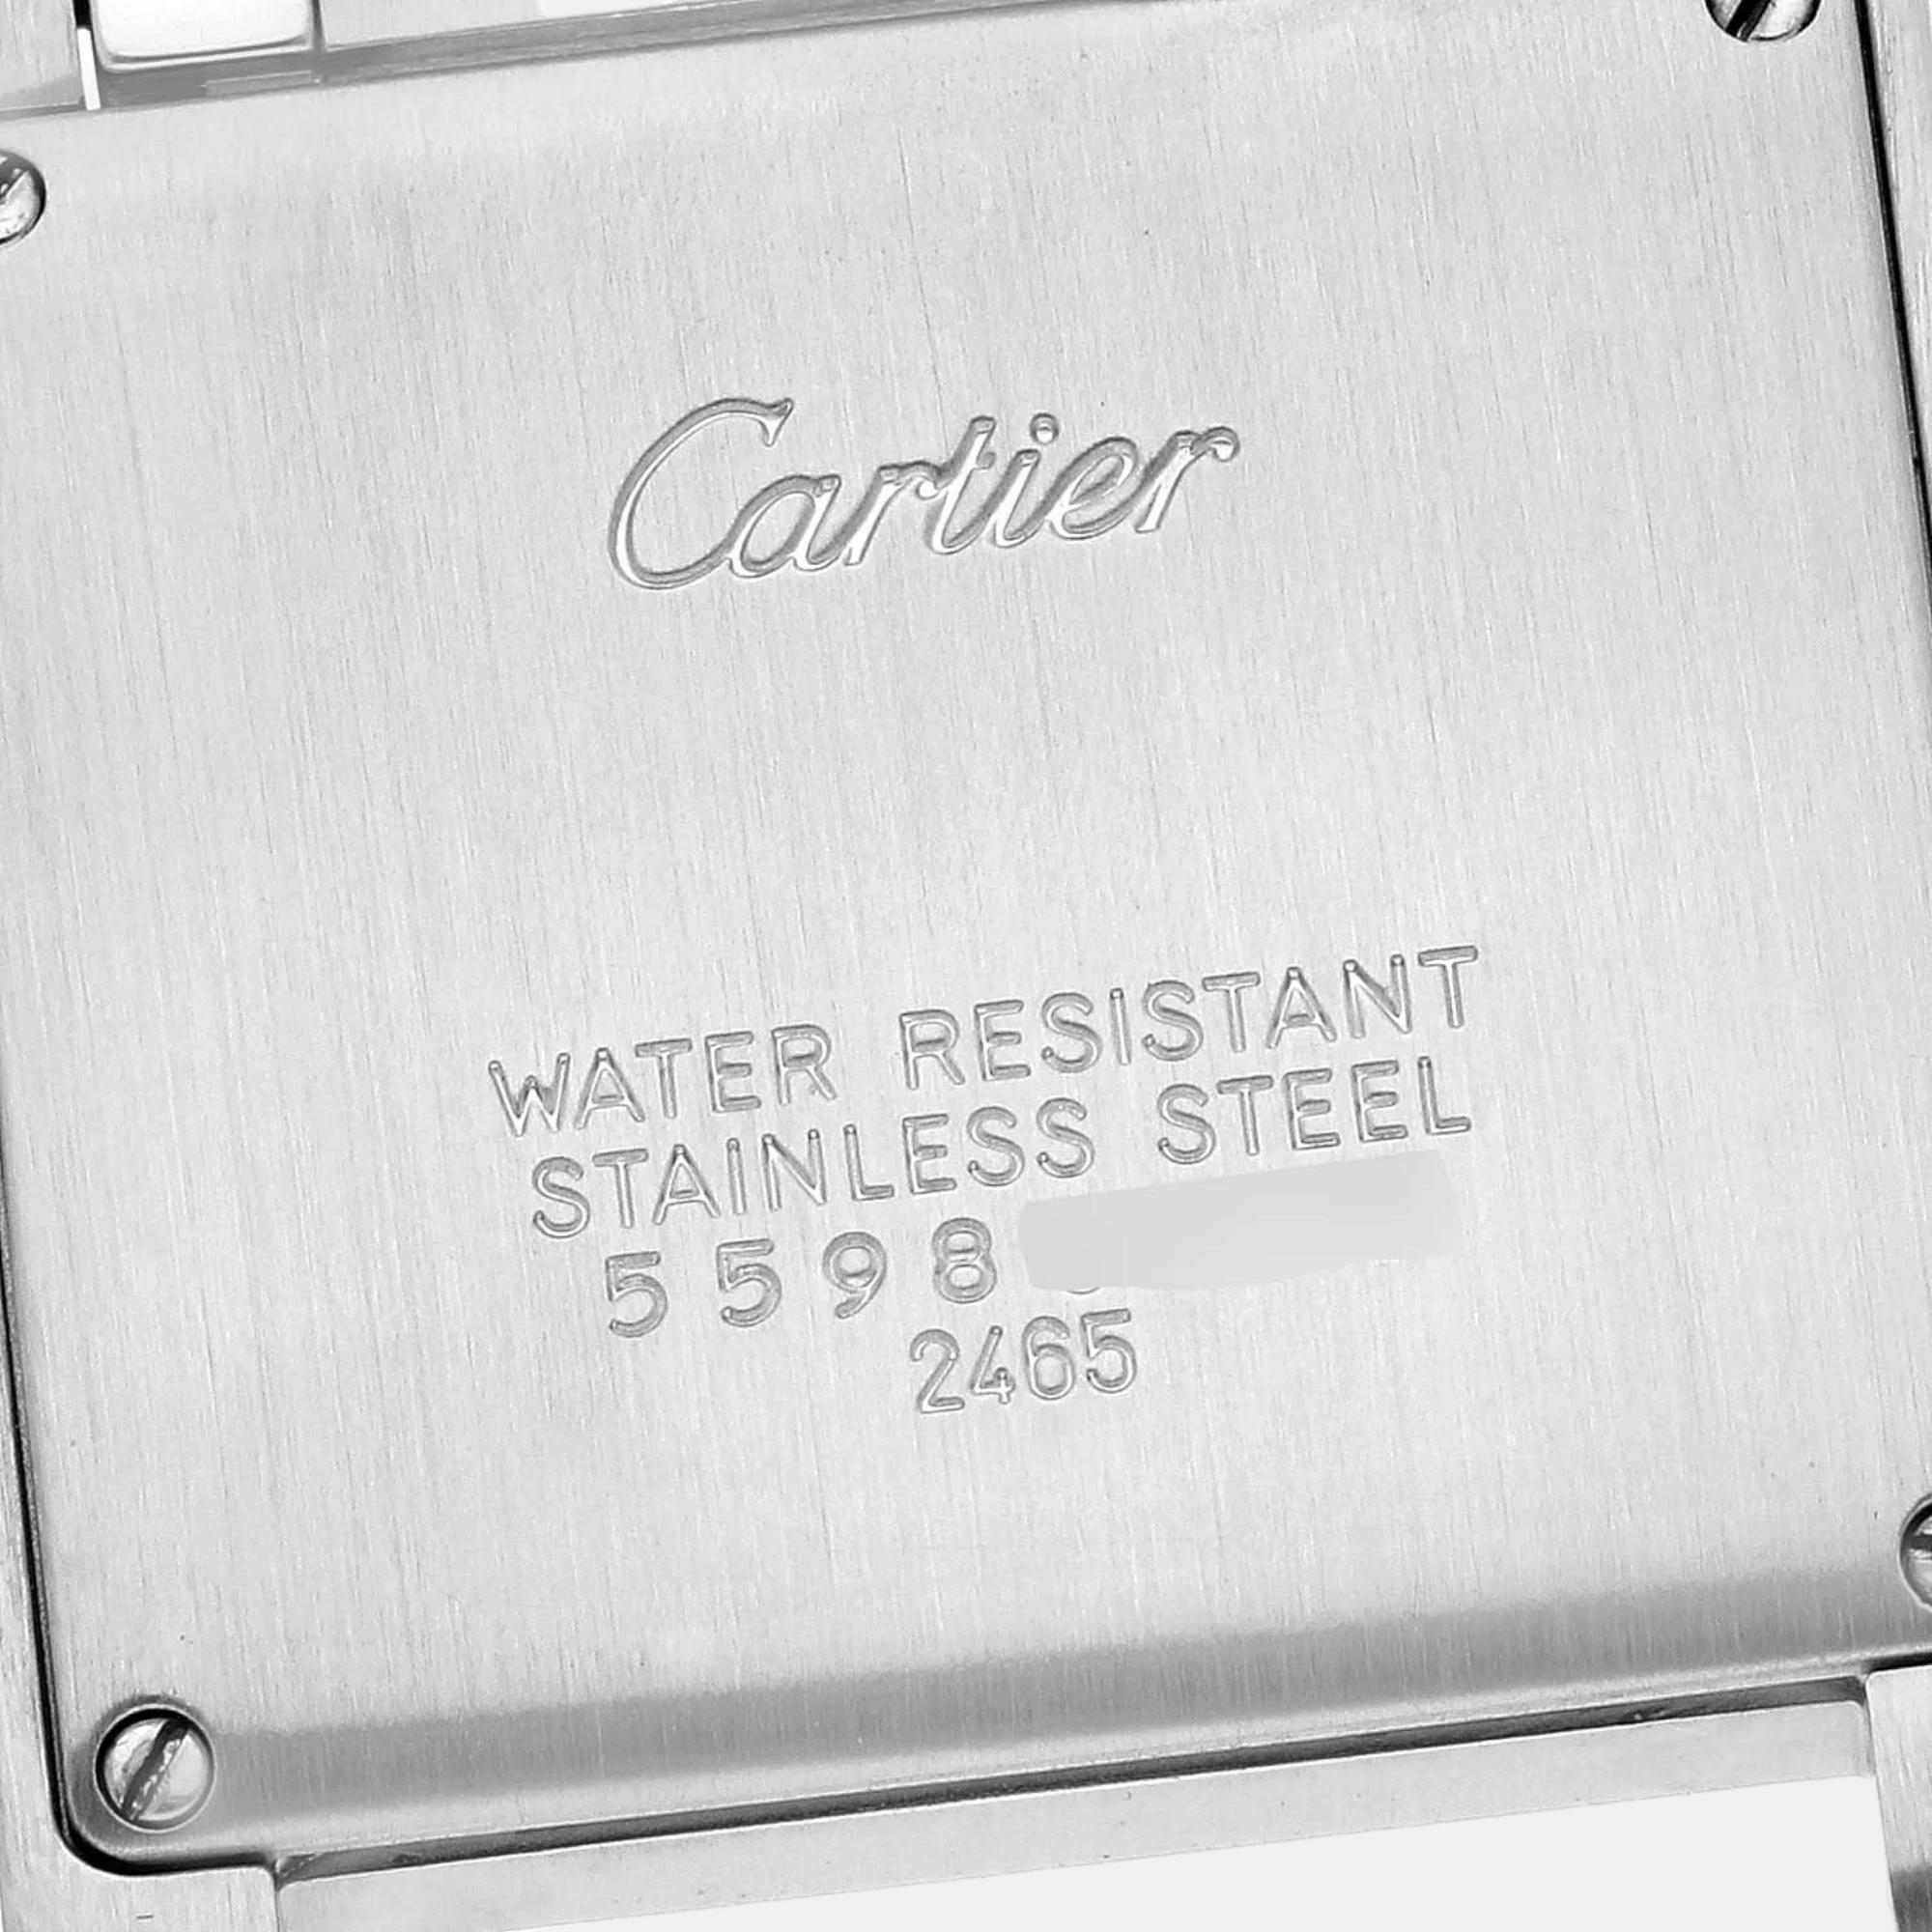 Cartier
WATER RESISTANT
STAINLESS STEEL
5598
2465